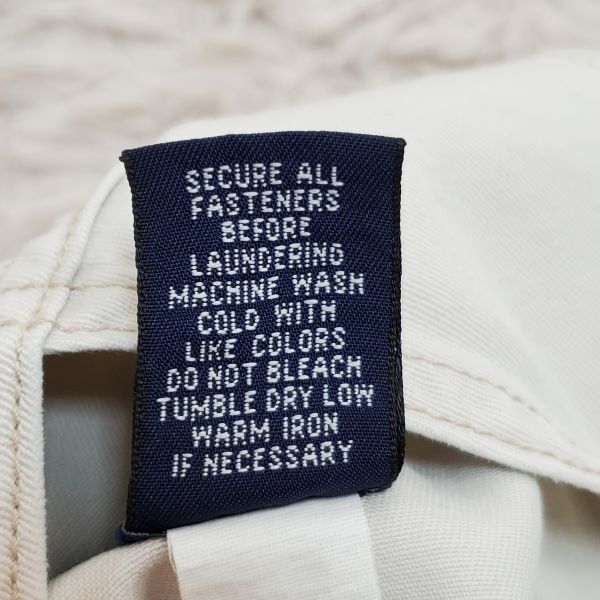 SECURE ALL
FASTENERS
BEFORE
LAUNDERING
MACHINE WASH
COLD WITH
LIKE COLORS
DO NOT BLEACH
TUMBLE DRY LOW
WARM IRON
IF NECESSARY